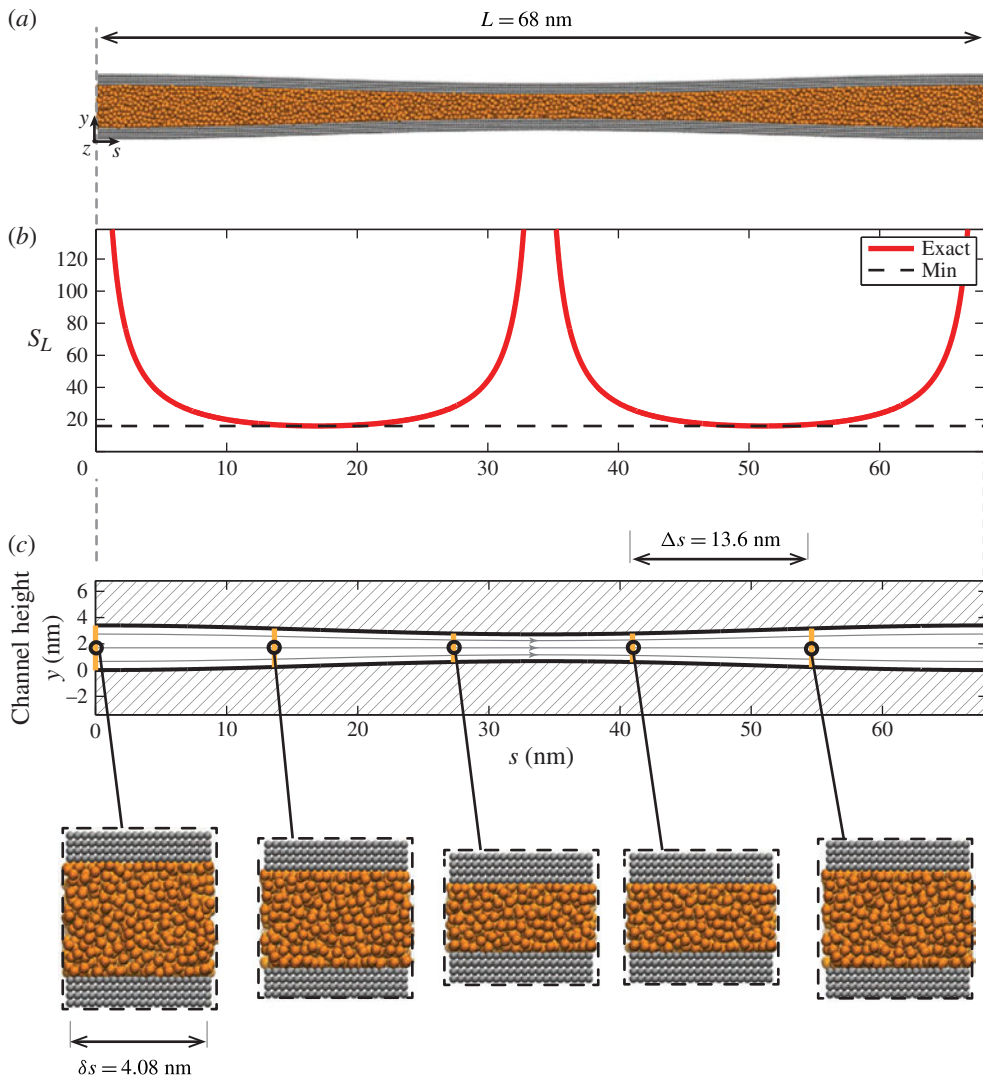 (a)
L = 68 nm
y
z
s
(b)
120
100
80
60
40
20
0
S_L
Exact
Min
10
20
30
40
50
60
(c)
Δs = 13.6 nm
Channel height
y (nm)
6
4
2
0
−2
0
10
20
30
40
50
60
s (nm)
δs = 4.08 nm